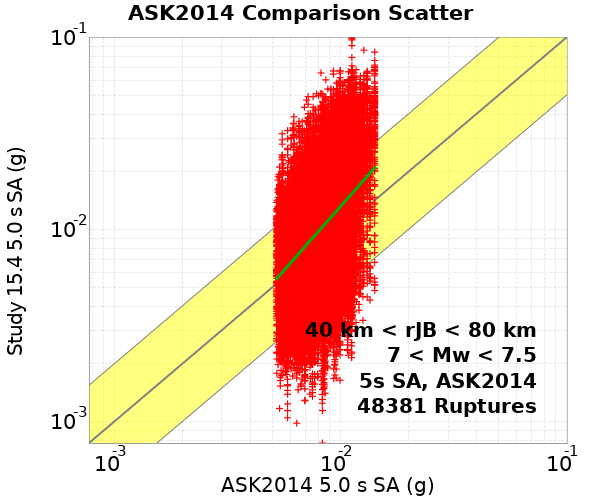 ASK2014 Comparison Scatter
Study 15.4 5.0 s SA (g)
10-1
10-2
10-3
40 km < rJB < 80 km
7 < Mw < 7.5
5s SA, ASK2014
48381 Ruptures
10-3 10-2 10-1
ASK2014 5.0 s SA (g)